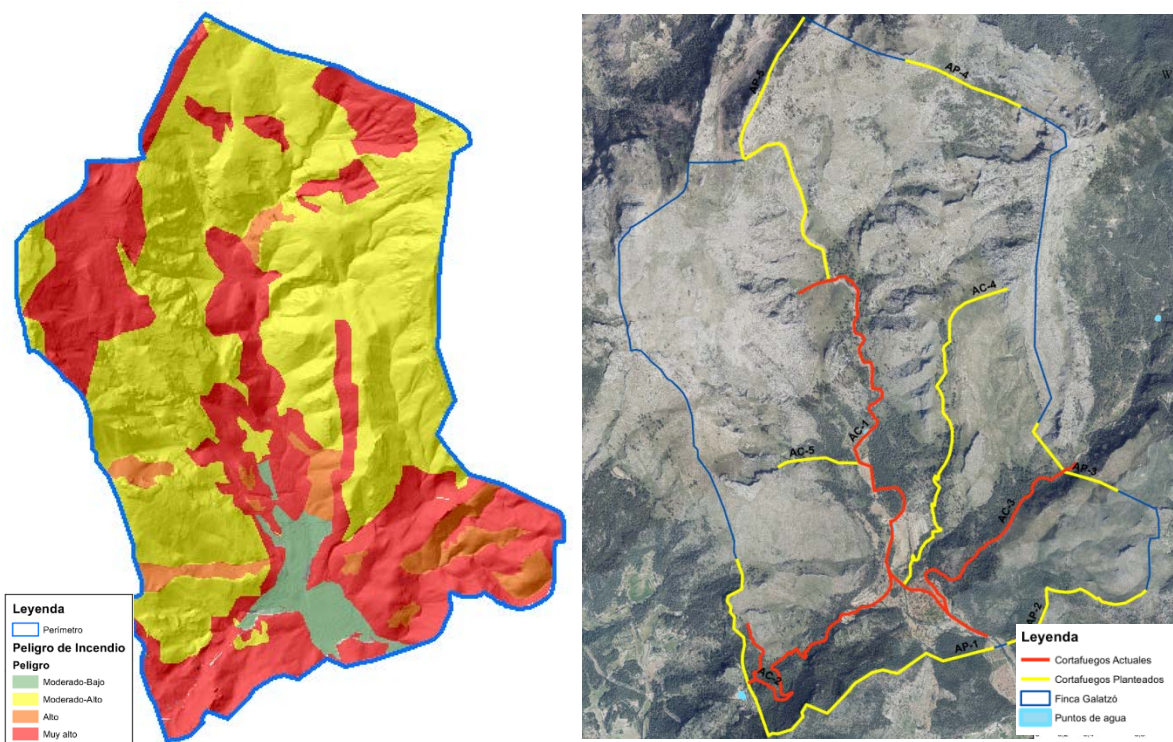 Leyenda
Perímetro
Peligro de Incendio
Peligro
Moderado-Bajo
Moderado-Alto
Alto
Muy alto
AP-4
AC-4
AC-1
AC-5
AP-3
AC-3
AP-2
AP-1
AC-2
Leyenda
Cortafuegos Actuales
Cortafuegos Planteados
Finca Galatzó
Puntos de agua